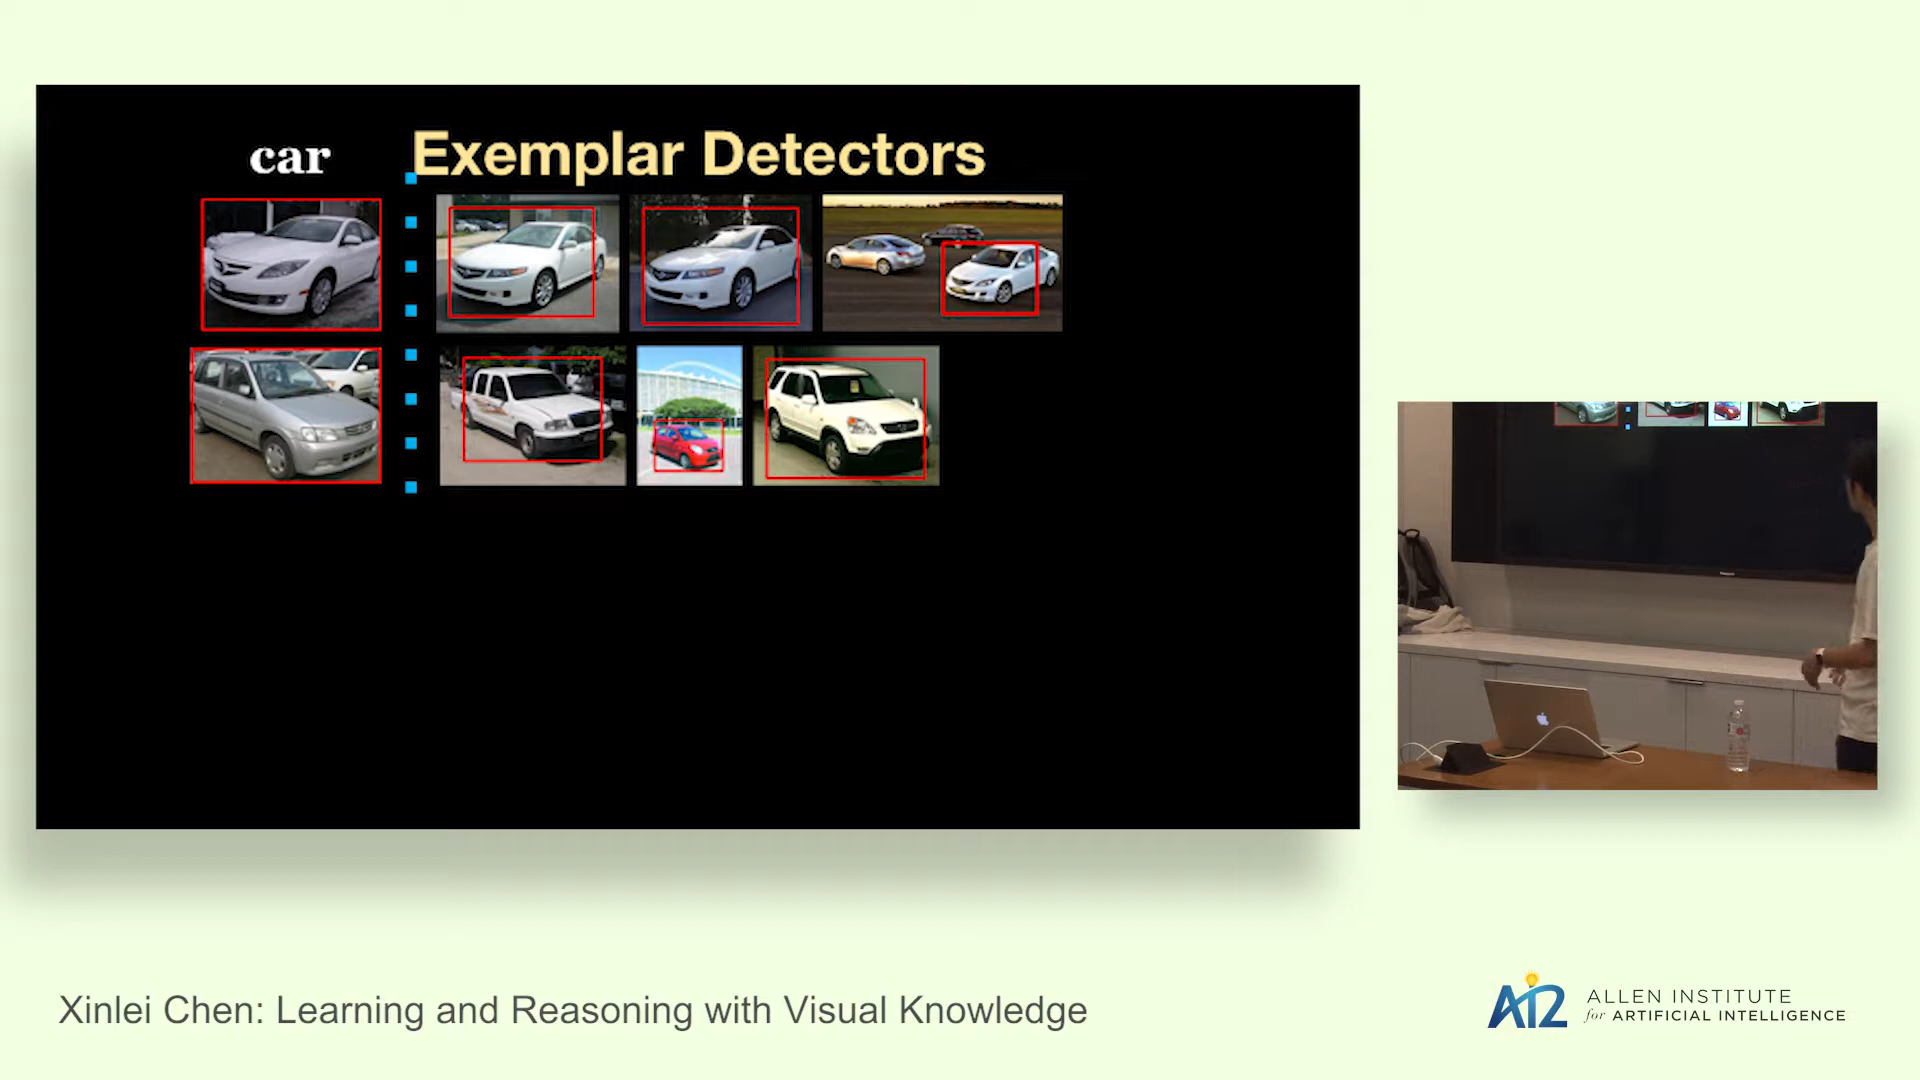 car
Exemplar Detectors
Xinlei Chen: Learning and Reasoning with Visual Knowledge
AI2
ALLEN INSTITUTE
for ARTIFICIAL INTELLIGENCE